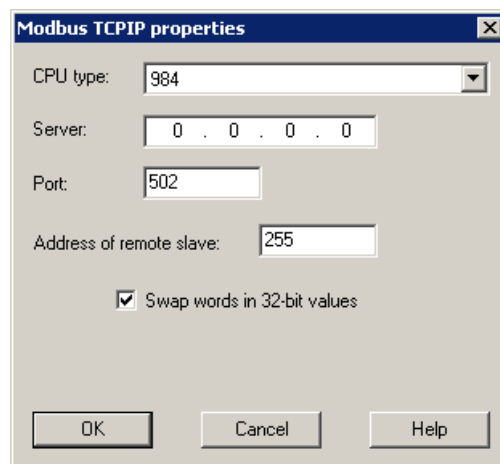 Modbus TCPIP properties
CPU type: 984
Server: 0 . 0 . 0 . 0
Port: 502
Address of remote slave: 255
Swap words in 32-bit values
OK Cancel Help